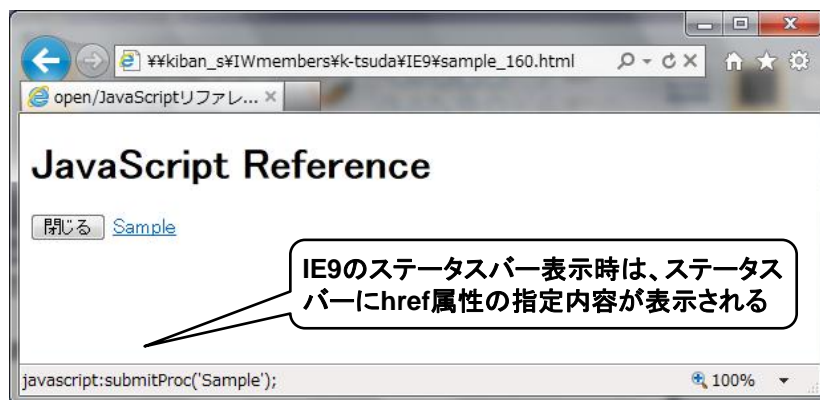 ¥¥kiban_s¥IWmembers¥k-tsuda¥IE9¥sample_160.html
open/JavaScriptリファレ...
JavaScript Reference
閉じる Sample
IE9のステータスバー表示時は、ステータス
バーにhref属性の指定内容が表示される
javascript:submitProc('Sample'); 100%